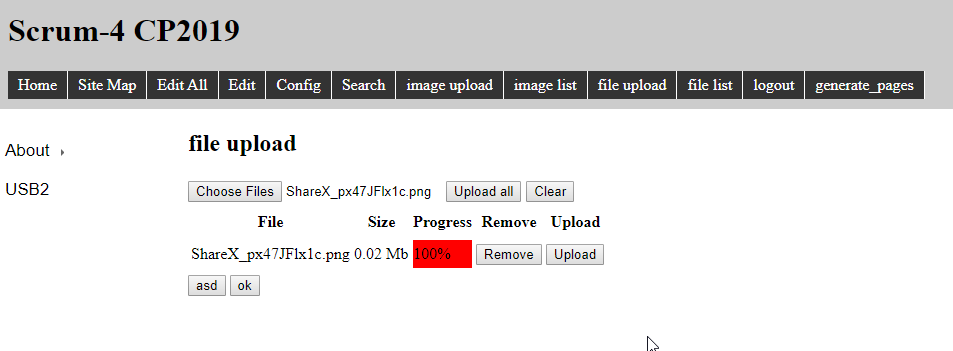 Scrum-4 CP2019
Home Site Map Edit All Edit Config Search image upload image list file upload file list logout generate_pages
About
USB2
file upload
Choose Files ShareX_px47JFlx1c.png Upload all Clear
File Size Progress Remove Upload
ShareX_px47JFlx1c.png 0.02 Mb 100% Remove Upload
asd ok